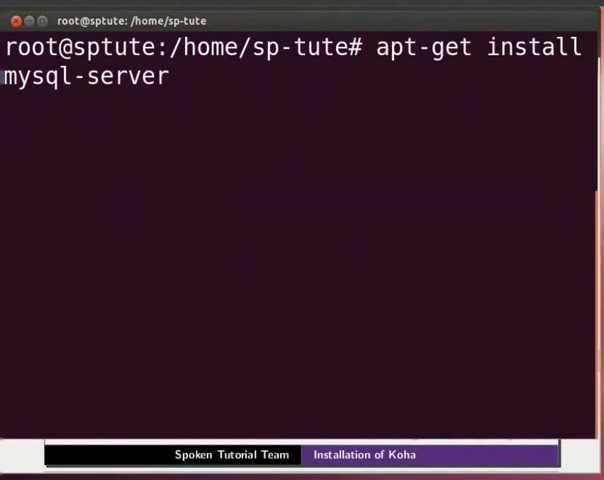 root@sptute: /home/sp-tute
root@sptute:/home/sp-tute# apt-get install
mysql-server
Spoken Tutorial Team Installation of Koha